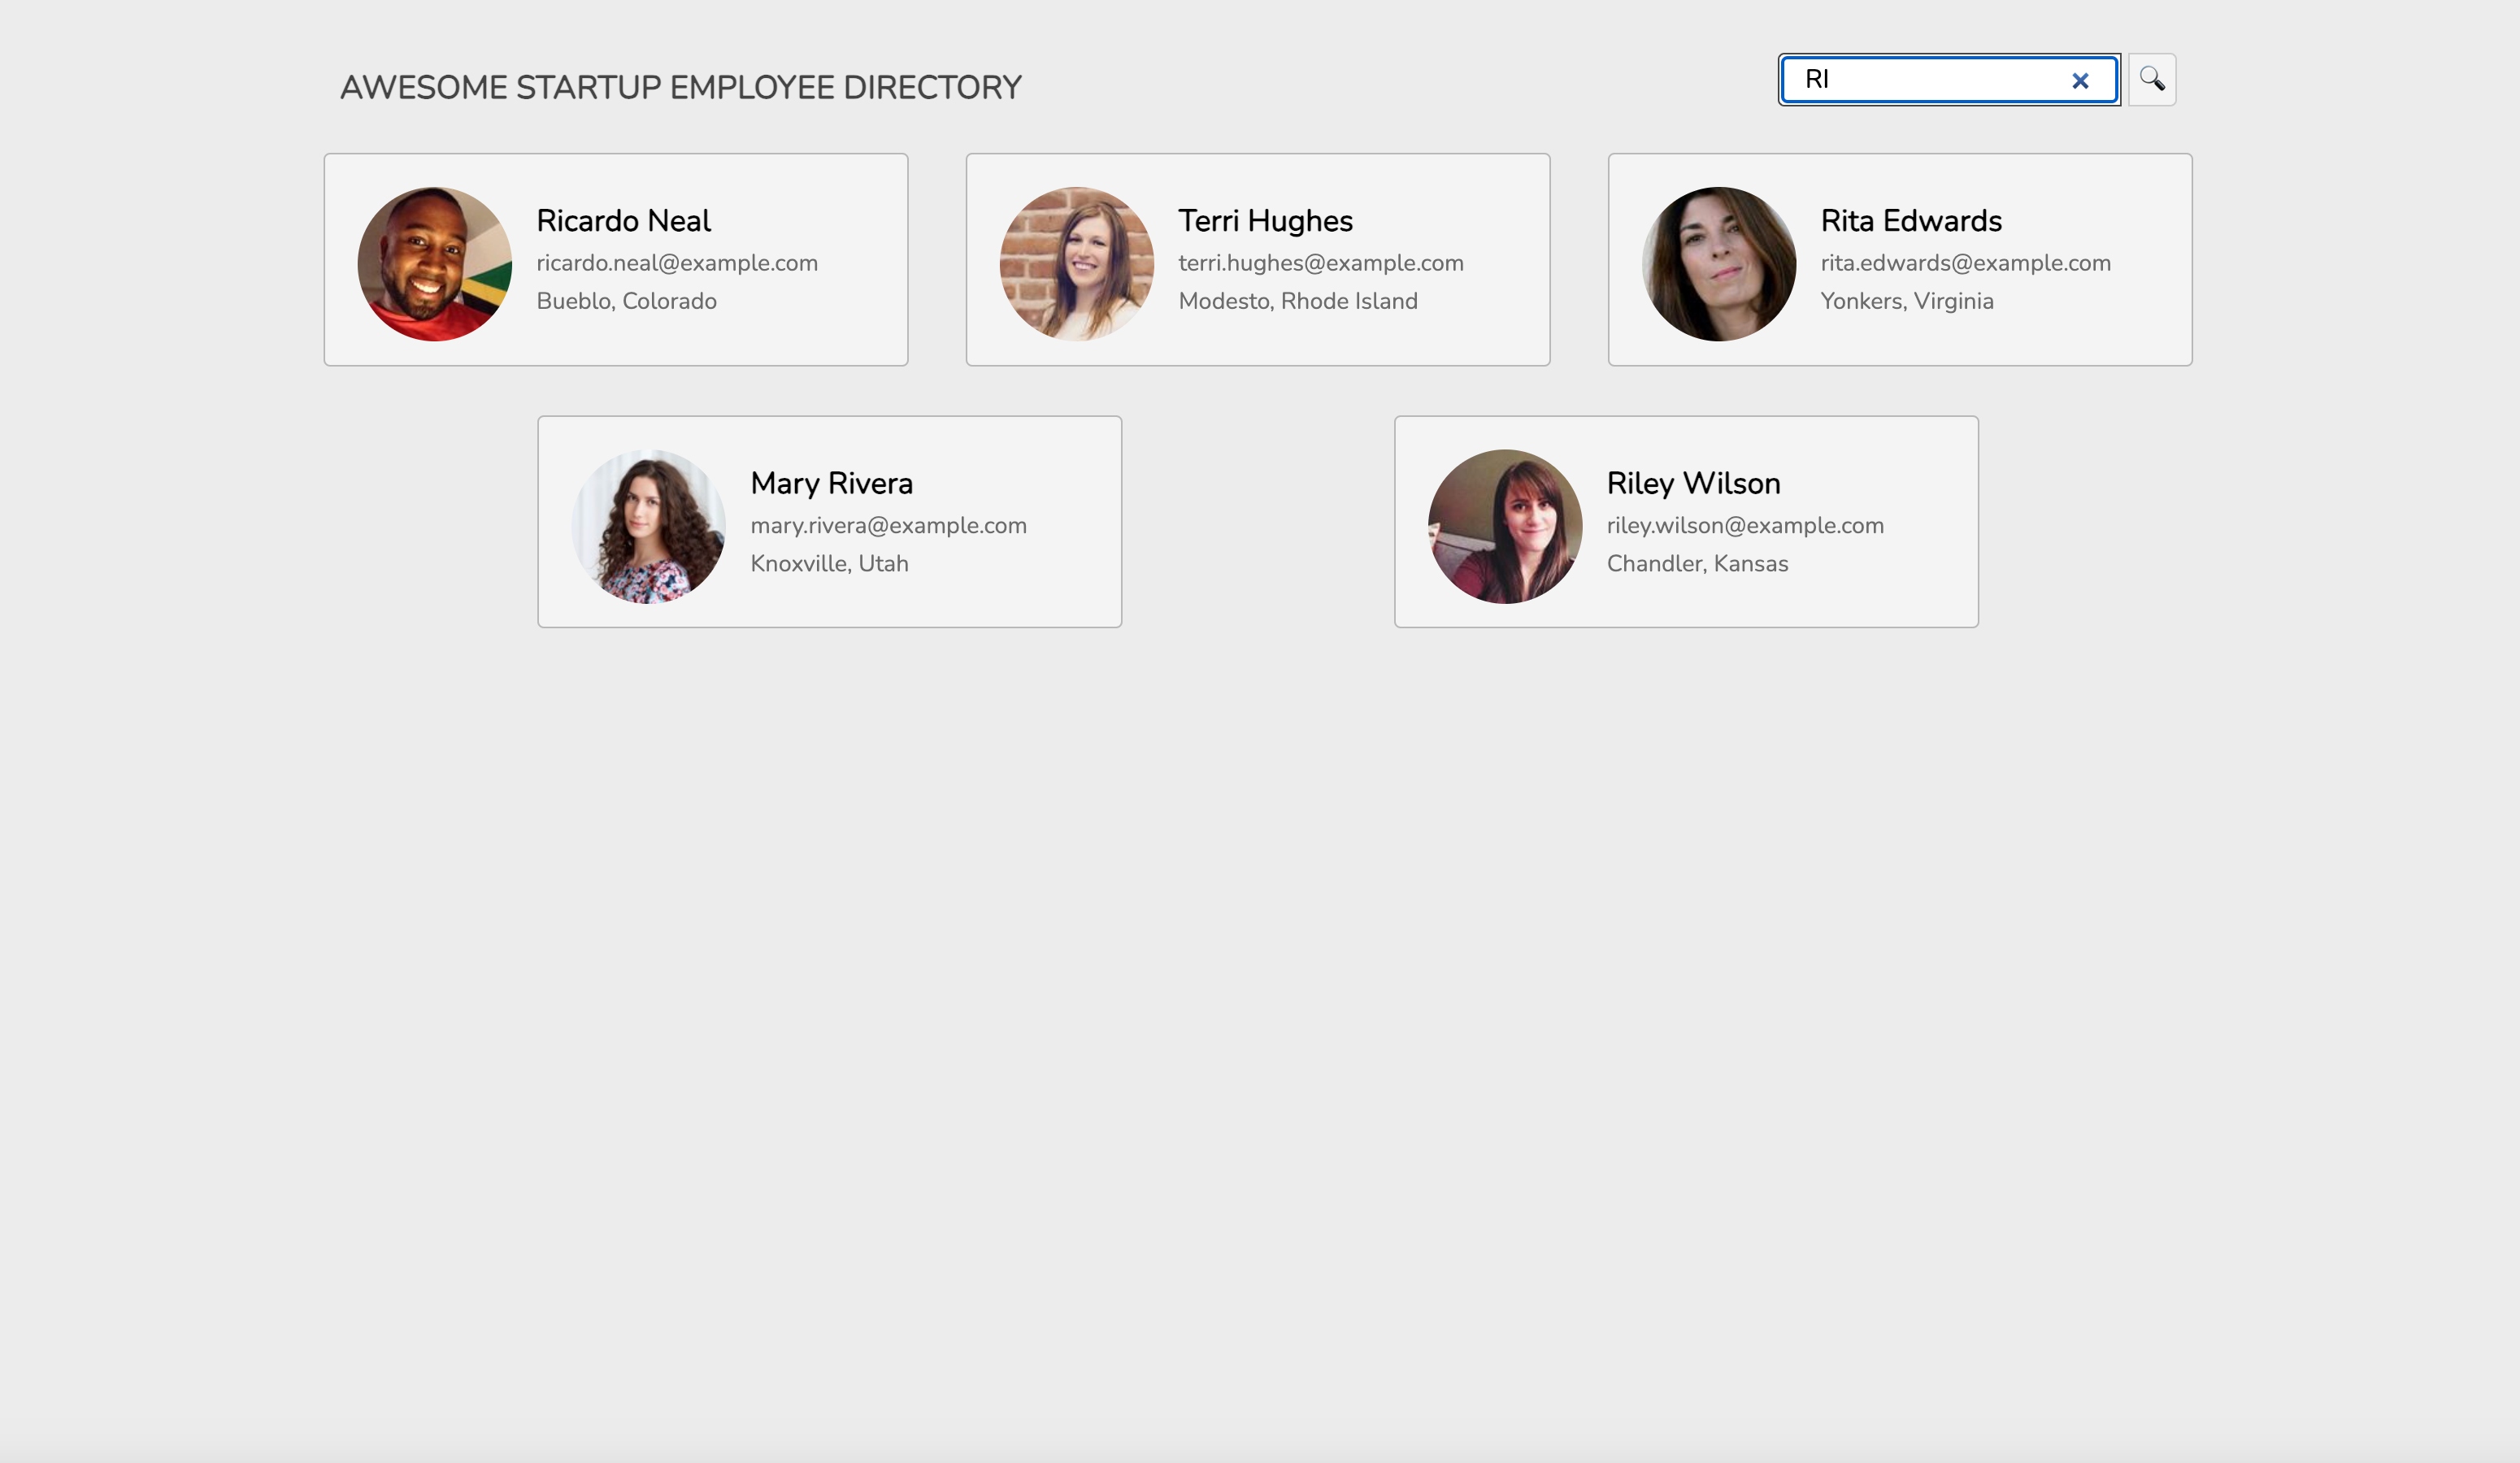 AWESOME STARTUP EMPLOYEE DIRECTORY
RI
Ricardo Neal
ricardo.neal@example.com
Bueblo, Colorado
Terri Hughes
terri.hughes@example.com
Modesto, Rhode Island
Rita Edwards
rita.edwards@example.com
Yonkers, Virginia
Mary Rivera
mary.rivera@example.com
Knoxville, Utah
Riley Wilson
riley.wilson@example.com
Chandler, Kansas